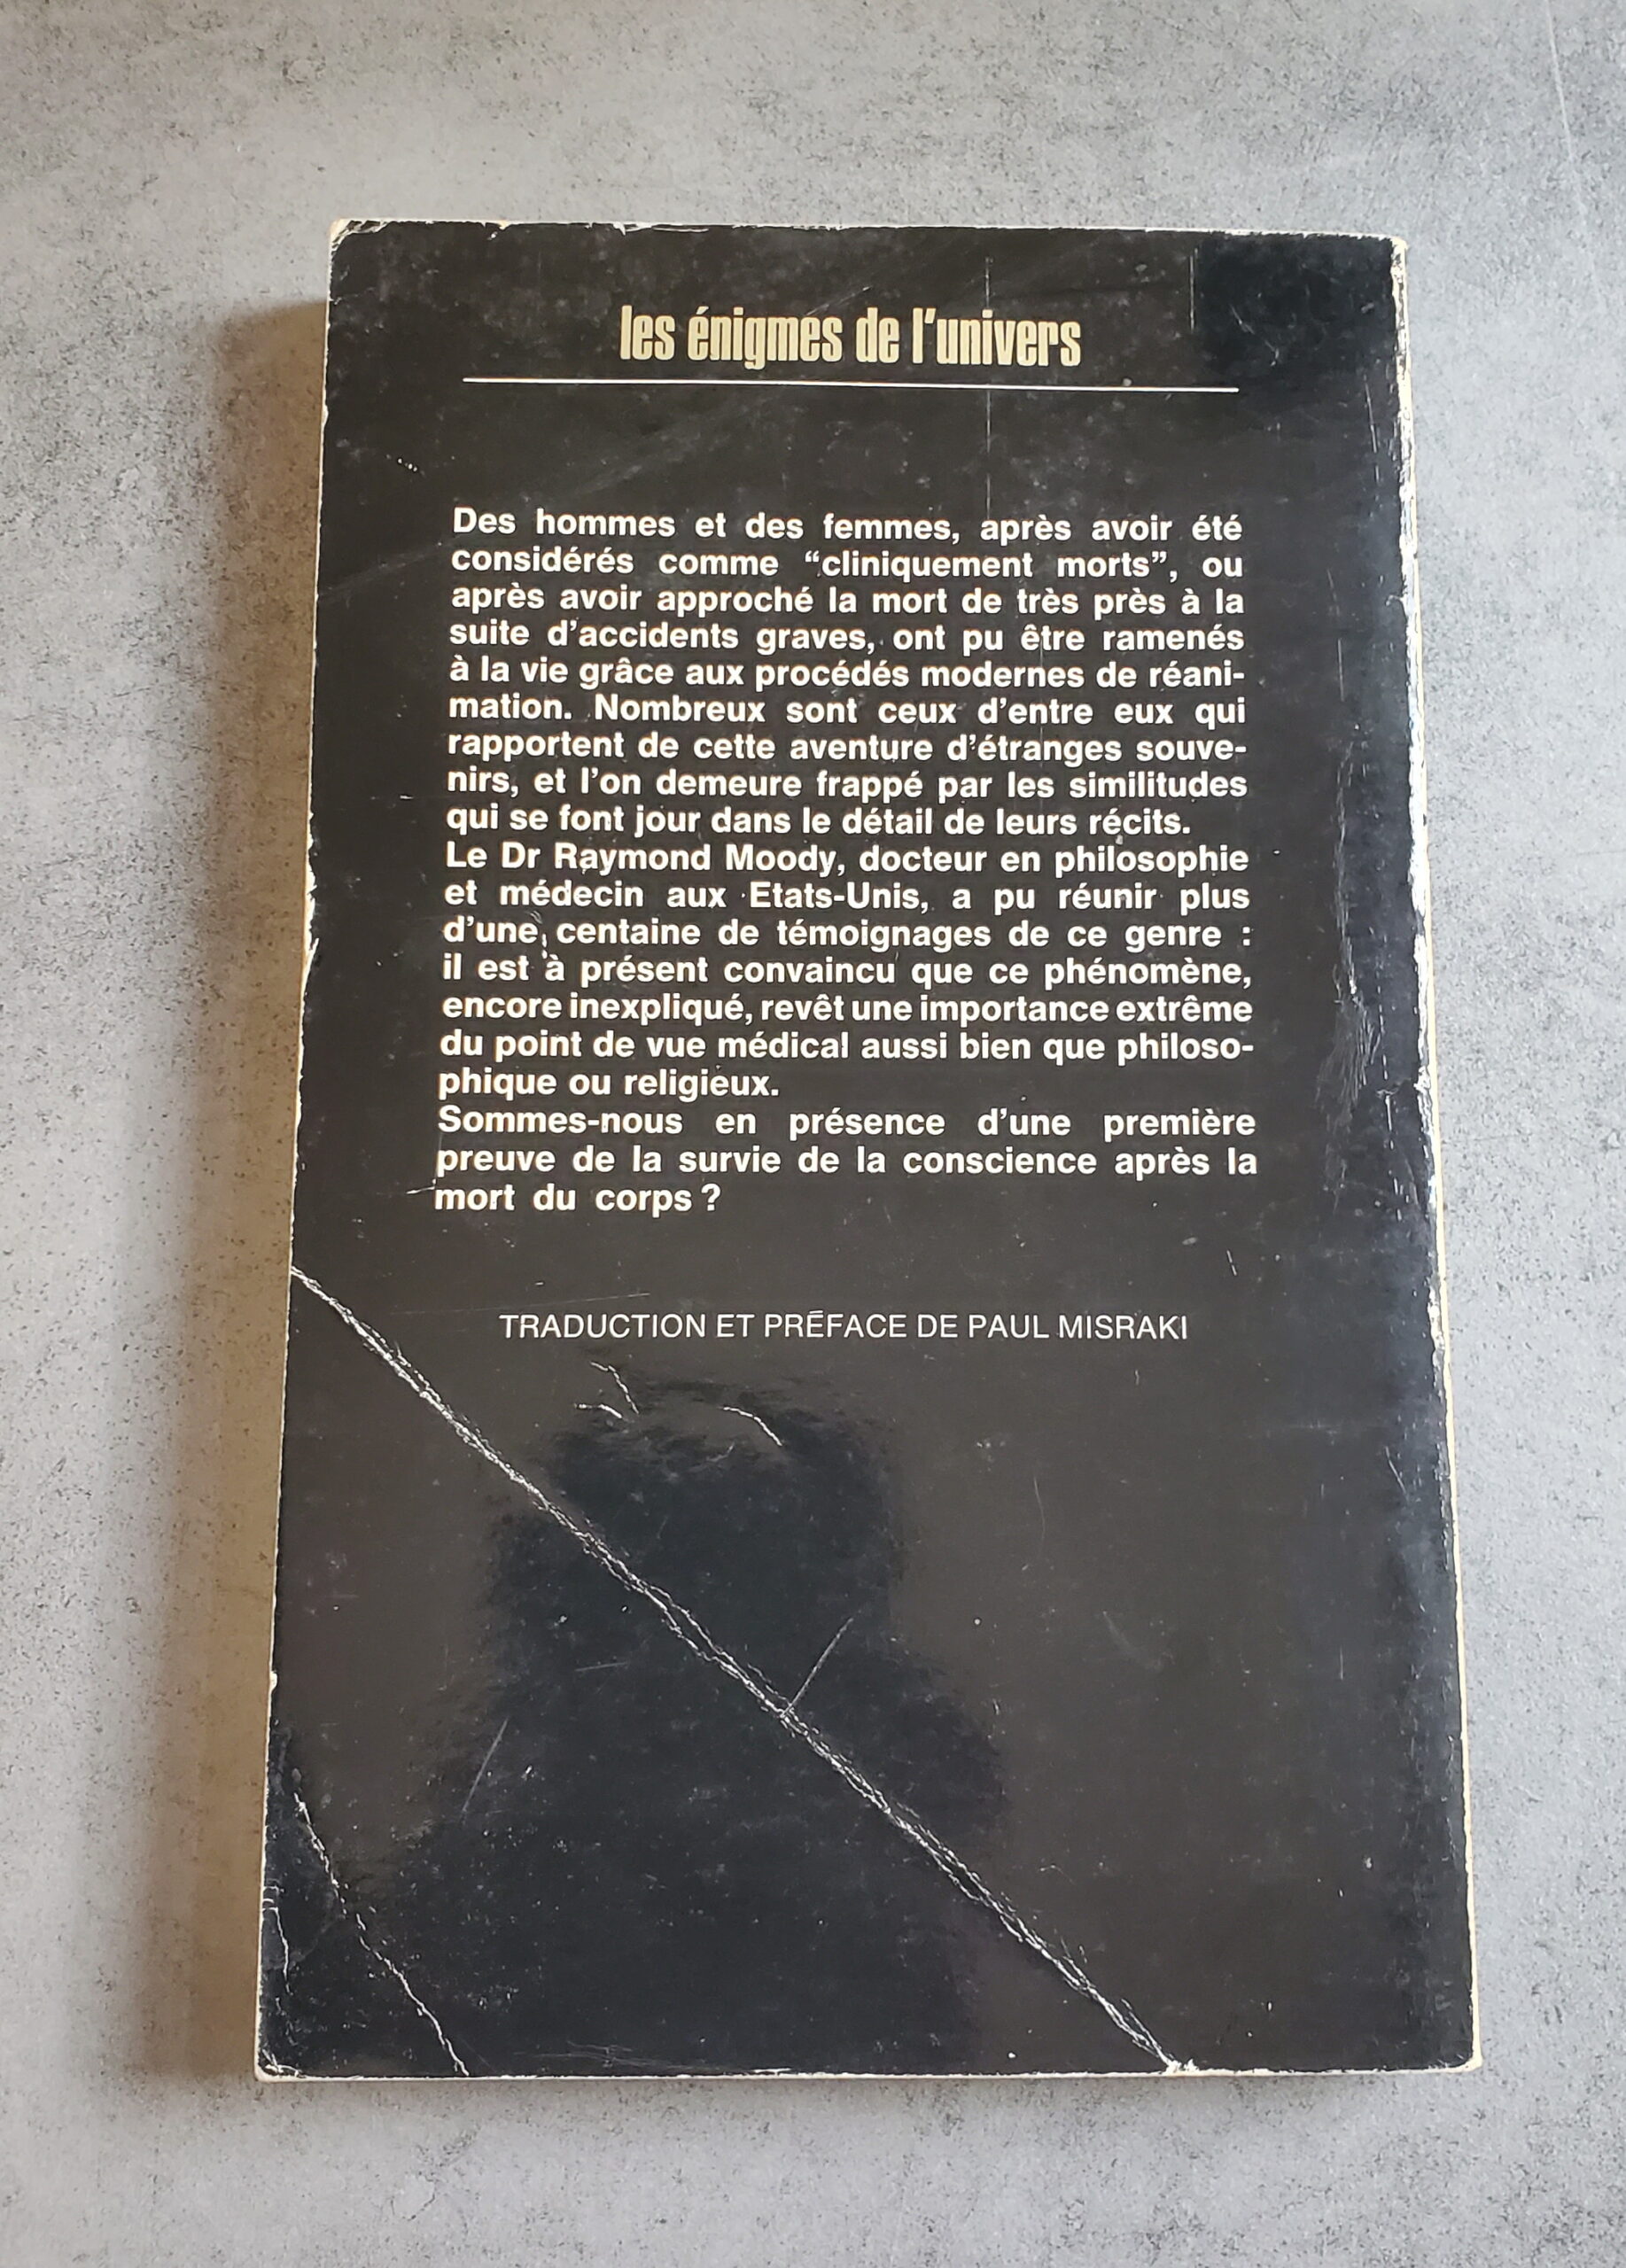 les énigmes de l'univers
Des hommes et des femmes, après avoir été
considérés comme “cliniquement morts”, ou
après avoir approché la mort de très près à la
suite d'accidents graves, ont pu être ramenés
à la vie grâce aux procédés modernes de réani-
mation. Nombreux sont ceux d'entre eux qui
rapportent de cette aventure d'étranges souve-
nirs, et l'on demeure frappé par les similitudes
qui se font jour dans le détail de leurs récits.
Le Dr Raymond Moody, docteur en philosophie
et médecin aux Etats-Unis, a pu réunir plus
d'une centaine de témoignages de ce genre :
il est à présent convaincu que ce phénomène,
encore inexpliqué, revêt une importance extrême
du point de vue médical aussi bien que philoso-
phique ou religieux.
Sommes-nous en présence d'une première
preuve de la survie de la conscience après la
mort du corps ?
TRADUCTION ET PRÉFACE DE PAUL MISRAKI